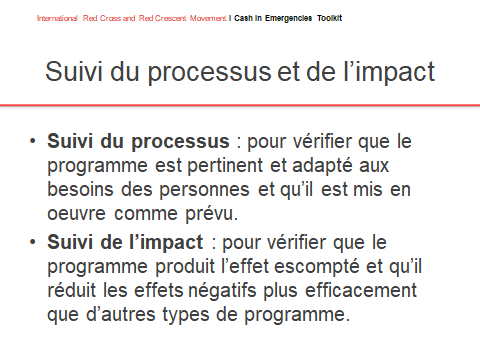 International Red Cross and Red Crescent Movement I Cash in Emergencies Toolkit
Suivi du processus et de l’impact
• Suivi du processus : pour vérifier que le
programme est pertinent et adapté aux
besoins des personnes et qu’il est mis en
oeuvre comme prévu.
• Suivi de l’impact : pour vérifier que le
programme produit l’effet escompté et qu’il
réduit les effets négatifs plus efficacement
que d’autres types de programme.